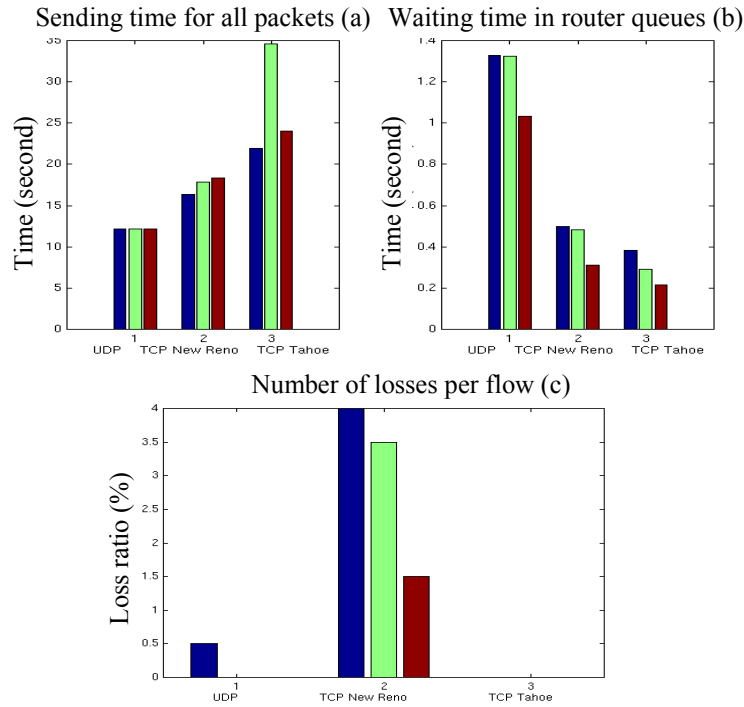 Sending time for all packets (a)
Waiting time in router queues (b)
Time (second)
35
30
25
20
15
10
5
0
1
2
3
UDP
TCP New Reno
TCP Tahoe
Time (second)
1.4
1.2
1
0.8
0.6
0.4
0.2
0
1
2
3
UDP
TCP New Reno
TCP Tahoe
Number of losses per flow (c)
Loss ratio (%)
4
3.5
3
2.5
2
1.5
1
0.5
0
1
2
3
UDP
TCP New Reno
TCP Tahoe